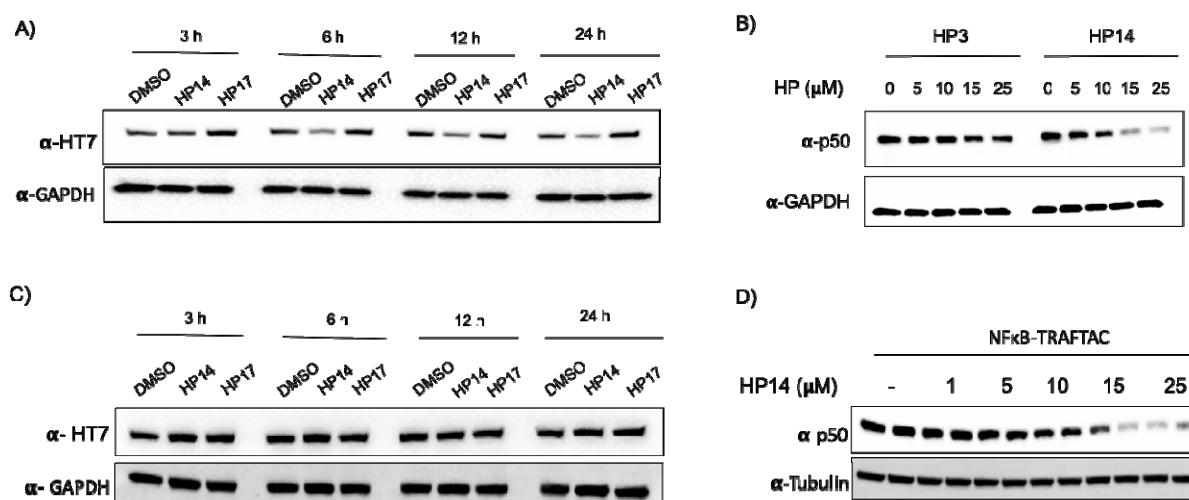 A)
3 h 6 h 12 h 24 h
DMSO HP14 HP17 DMSO HP14 HP17 DMSO HP14 HP17 DMSO HP14 HP17
α-HT7
α-GAPDH
B)
HP3 HP14
HP (μM) 0 5 10 15 25 0 5 10 15 25
α-p50
α-GAPDH
C)
3 h 6 h 12 h 24 h
DMSO HP14 HP17 DMSO HP14 HP17 DMSO HP14 HP17 DMSO HP14 HP17
α- HT7
α- GAPDH
D)
NFκB-TRAFTAC
HP14 (μM) - 1 5 10 15 25
α p50
α-Tubulin